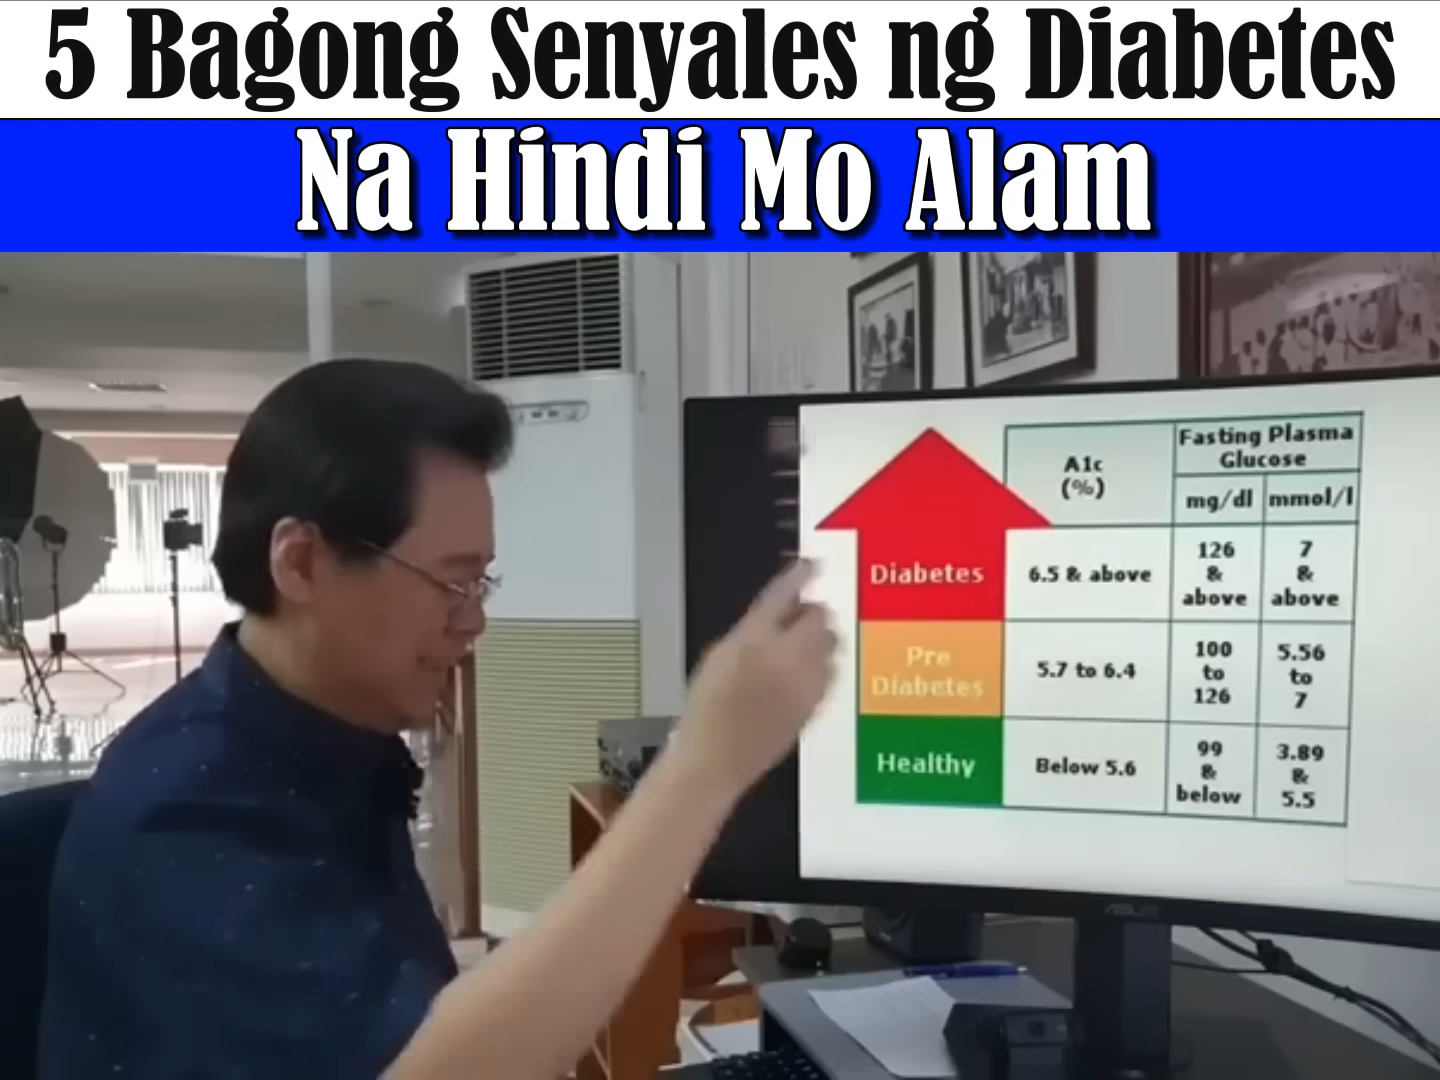 5 Bagong Senyales ng Diabetes
Na Hindi Mo Alam
A1c
(%)
Fasting Plasma
Glucose
mg/dl
mmol/l
Diabetes
6.5 & above
126
&
above
7
&
above
Pre
Diabetes
5.7 to 6.4
100
to
126
5.56
to
7
Healthy
Below 5.6
99
&
below
3.89
&
5.5
ASUS